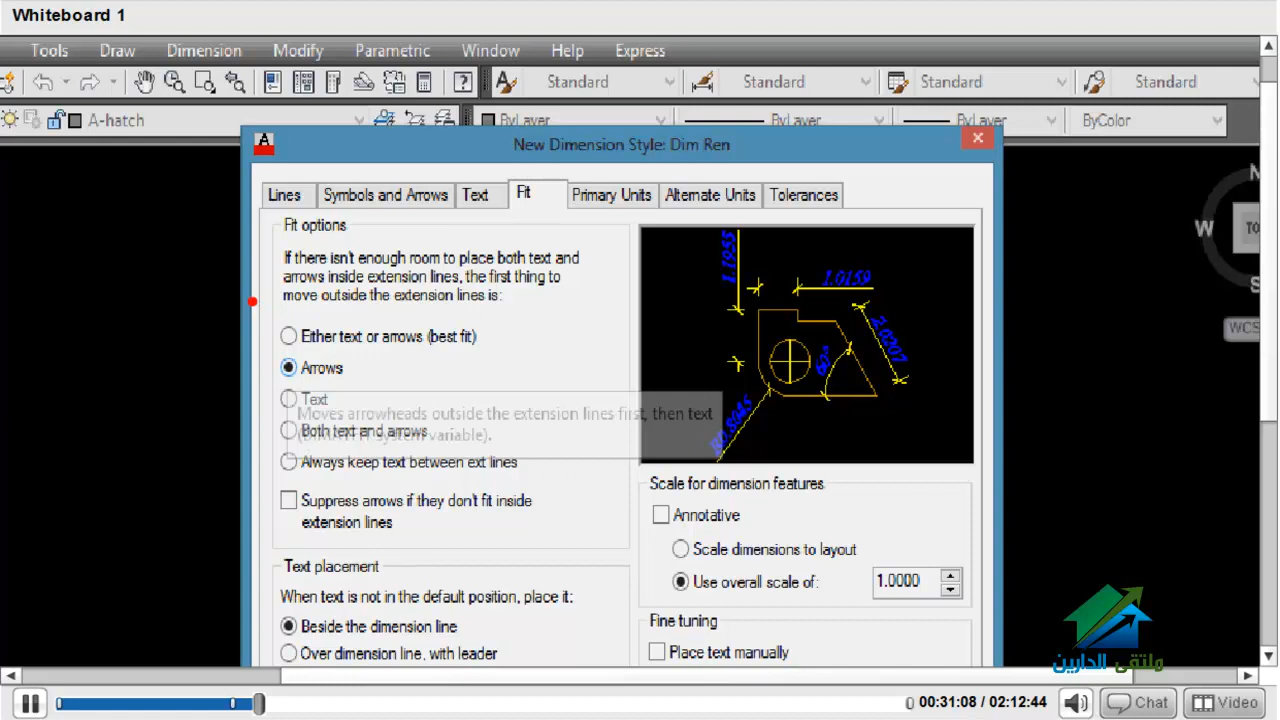 Whiteboard 1
Tools Draw Dimension Modify Parametric Window Help Express
Standard Standard Standard Standard
A-hatch ByLayer ByLayer ByLayer ByColor
New Dimension Style: Dim Ren
Lines Symbols and Arrows Text Fit Primary Units Alternate Units Tolerances
Fit options
If there isn't enough room to place both text and
arrows inside extension lines, the first thing to
move outside the extension lines is:
Either text or arrows (best fit)
Arrows
Text
Moves arrowheads outside the extension lines first, then text
Both text and arrows
system variable).
Always keep text between ext lines
Suppress arrows if they don't fit inside
extension lines
Text placement
When text is not in the default position, place it:
Beside the dimension line
Over dimension line, with leader
1.1955
1.0159
2.0207
60°
R0.8045
Scale for dimension features
Annotative
Scale dimensions to layout
Use overall scale of: 1.0000
Fine tuning
Place text manually
N
W
TO
S
WCS
ملتقى الدارين
00:31:08 / 02:12:44
Chat
Video